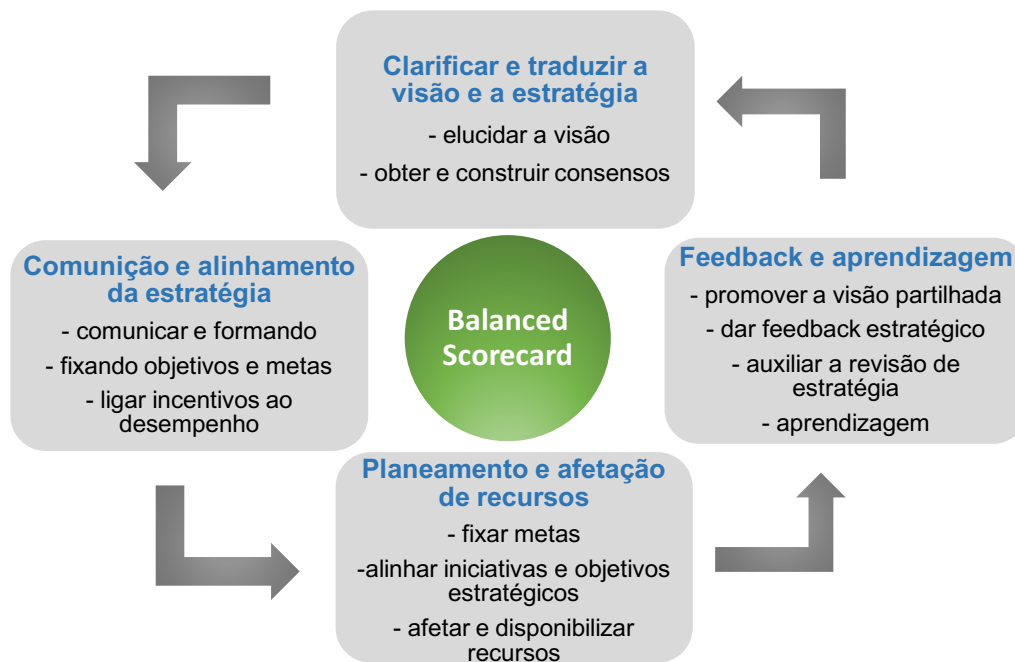 Clarificar e traduzir a
visão e a estratégia
- elucidar a visão
- obter e construir consensos
Comunição e alinhamento
da estratégia
- comunicar e formando
- fixando objetivos e metas
- ligar incentivos ao
desempenho
Balanced
Scorecard
Feedback e aprendizagem
- promover a visão partilhada
- dar feedback estratégico
- auxiliar a revisão de
estratégia
- aprendizagem
Planeamento e afetação
de recursos
- fixar metas
-alinhar iniciativas e objetivos
estratégicos
- afetar e disponibilizar
recursos